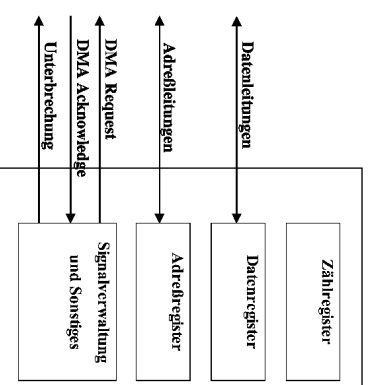 Datenleitungen
Adreßleitungen
DMA Request
DMA Acknowledge
Unterbrechung
Zählregister
Datenregister
Adreßregister
Signalverwaltung
und Sonstiges